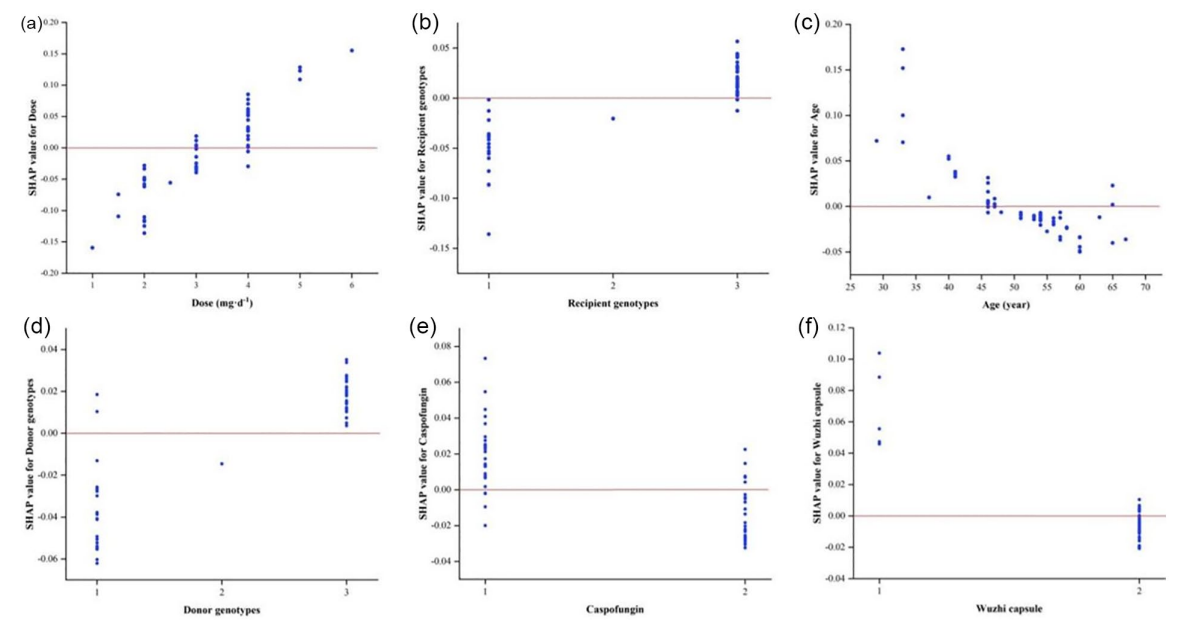 (a)
0.20
0.15
0.10
0.05
0.00
-0.05
-0.10
-0.15
-0.20
SHAP value for Dose
1 2 3 4 5 6
Dose (mg·d-1)
(b)
0.05
0.00
-0.05
-0.10
-0.15
SHAP value for Recipient genotypes
1 2 3
Recipient genotypes
(c)
0.20
0.15
0.10
0.05
0.00
-0.05
SHAP value for Age
25 30 35 40 45 50 55 60 65 70
Age (year)
(d)
0.04
0.02
0.00
-0.02
-0.04
-0.06
SHAP value for Donor genotypes
1 2 3
Donor genotypes
(e)
0.08
0.06
0.04
0.02
0.00
-0.02
-0.04
SHAP value for Caspofungin
1 2
Caspofungin
(f)
0.12
0.10
0.08
0.06
0.04
0.02
0.00
-0.02
-0.04
SHAP value for Wuzhi capsule
1 2
Wuzhi capsule